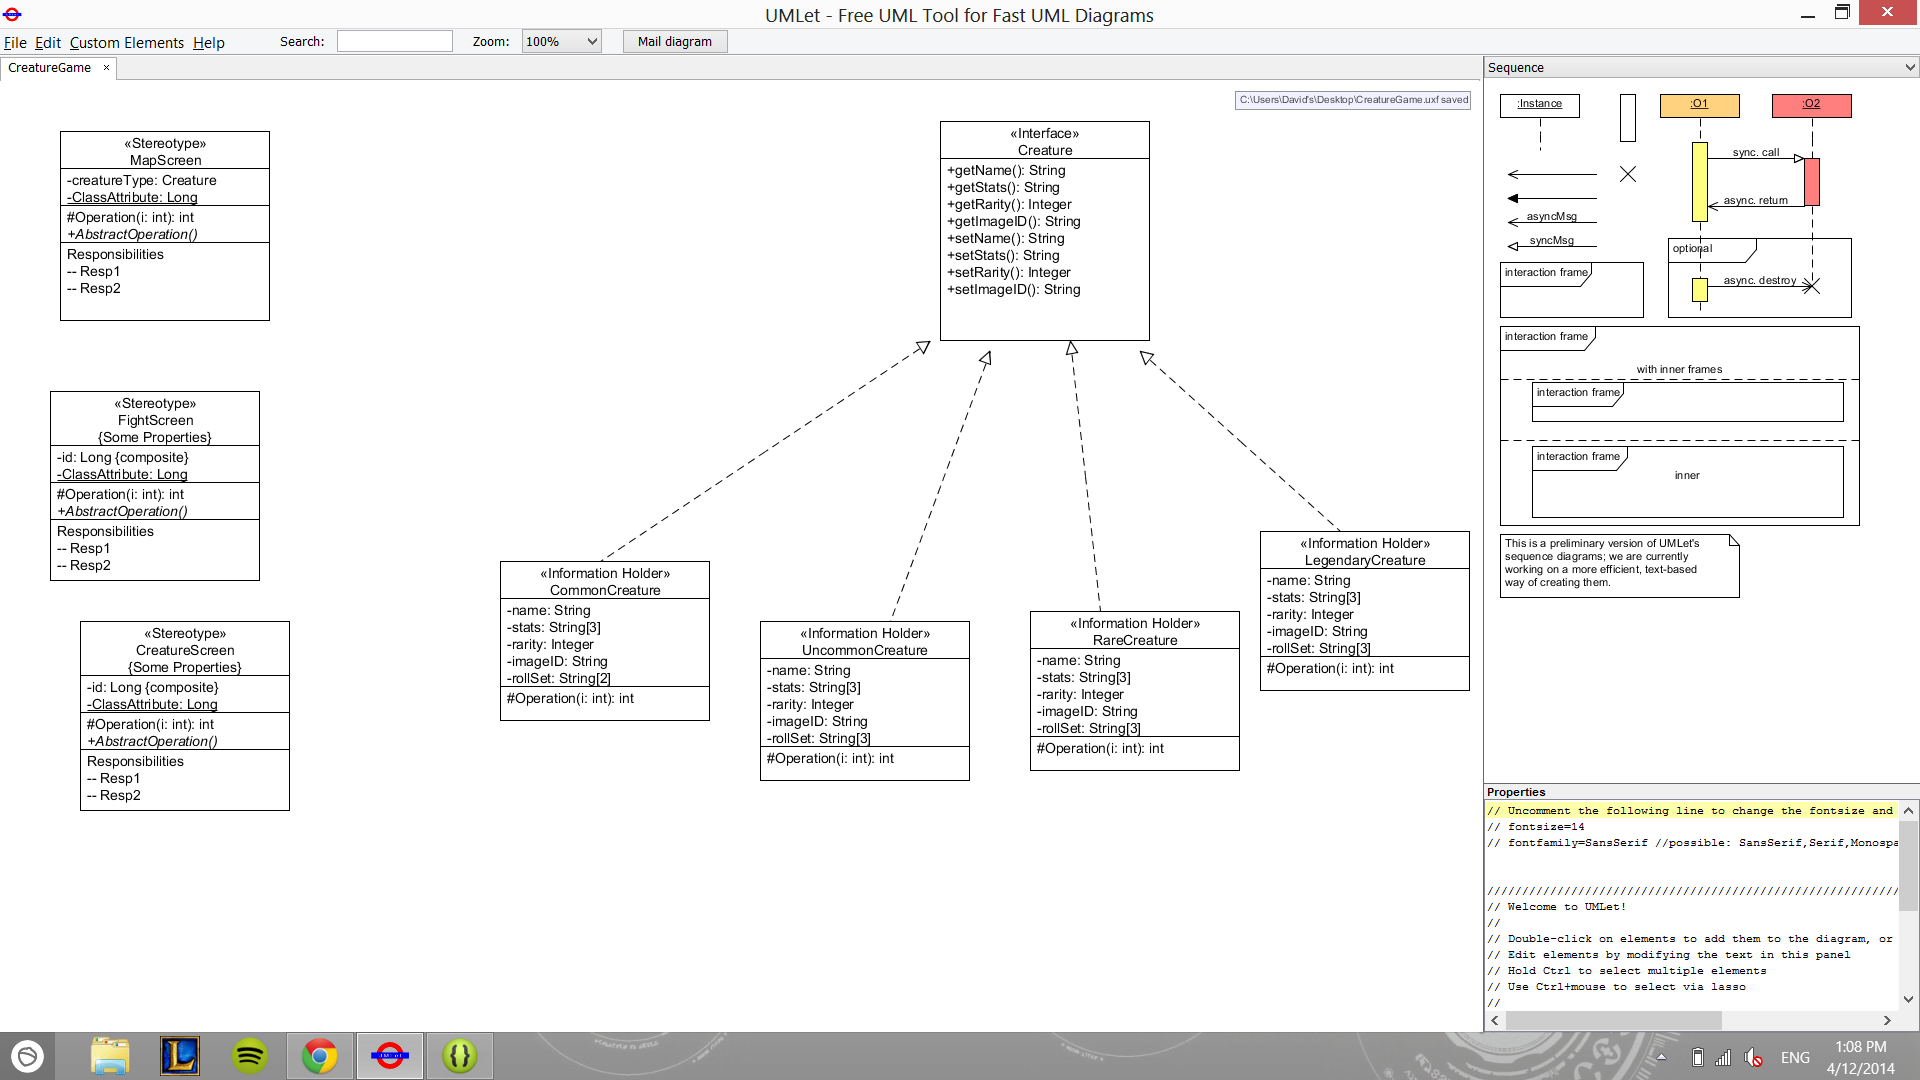 UMLet - Free UML Tool for Fast UML Diagrams
File Edit Custom Elements Help Search: Zoom: 100% Mail diagram
CreatureGame ×
C:\Users\David's\Desktop\CreatureGame.uxf saved
«Stereotype»
MapScreen
-creatureType: Creature
-ClassAttribute: Long
#Operation(i: int): int
+AbstractOperation()
Responsibilities
-- Resp1
-- Resp2
«Stereotype»
FightScreen
{Some Properties}
-id: Long {composite}
-ClassAttribute: Long
#Operation(i: int): int
+AbstractOperation()
Responsibilities
-- Resp1
-- Resp2
«Stereotype»
CreatureScreen
{Some Properties}
-id: Long {composite}
-ClassAttribute: Long
#Operation(i: int): int
+AbstractOperation()
Responsibilities
-- Resp1
-- Resp2
«Interface»
Creature
+getName(): String
+getStats(): String
+getRarity(): Integer
+getImageID(): String
+setName(): String
+setStats(): String
+setRarity(): Integer
+setImageID(): String
«Information Holder»
CommonCreature
-name: String
-stats: String[3]
-rarity: Integer
-imageID: String
-rollSet: String[2]
#Operation(i: int): int
«Information Holder»
UncommonCreature
-name: String
-stats: String[3]
-rarity: Integer
-imageID: String
-rollSet: String[3]
#Operation(i: int): int
«Information Holder»
RareCreature
-name: String
-stats: String[3]
-rarity: Integer
-imageID: String
-rollSet: String[3]
#Operation(i: int): int
«Information Holder»
LegendaryCreature
-name: String
-stats: String[3]
-rarity: Integer
-imageID: String
-rollSet: String[3]
#Operation(i: int): int
Sequence
:Instance
:O1
:O2
sync. call
async. return
asyncMsg
syncMsg
optional
async. destroy
interaction frame
interaction frame
with inner frames
interaction frame
interaction frame
inner
This is a preliminary version of UMLet's
sequence diagrams; we are currently
working on a more efficient, text-based
way of creating them.
Properties
// Uncomment the following line to change the fontsize and
// fontsize=14
// fontfamily=SansSerif //possible: SansSerif,Serif,Monospa
///////////////////////////////////////////////////////////
// Welcome to UMLet!
//
// Double-click on elements to add them to the diagram, or
// Edit elements by modifying the text in this panel
// Hold Ctrl to select multiple elements
// Use Ctrl+mouse to select via lasso
//
L
UMLet
{}
ENG
1:08 PM
4/12/2014